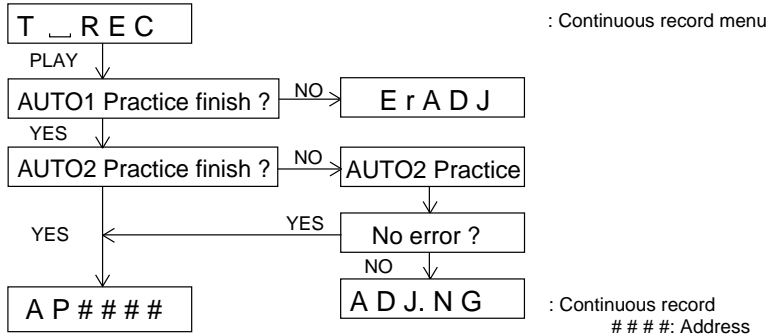 T ⎵ R E C : Continuous record menu
PLAY
AUTO1 Practice finish ? NO E r A D J
YES
AUTO2 Practice finish ? NO AUTO2 Practice
YES YES No error ?
NO
A P # # # # A D J. N G : Continuous record
# # # #: Address